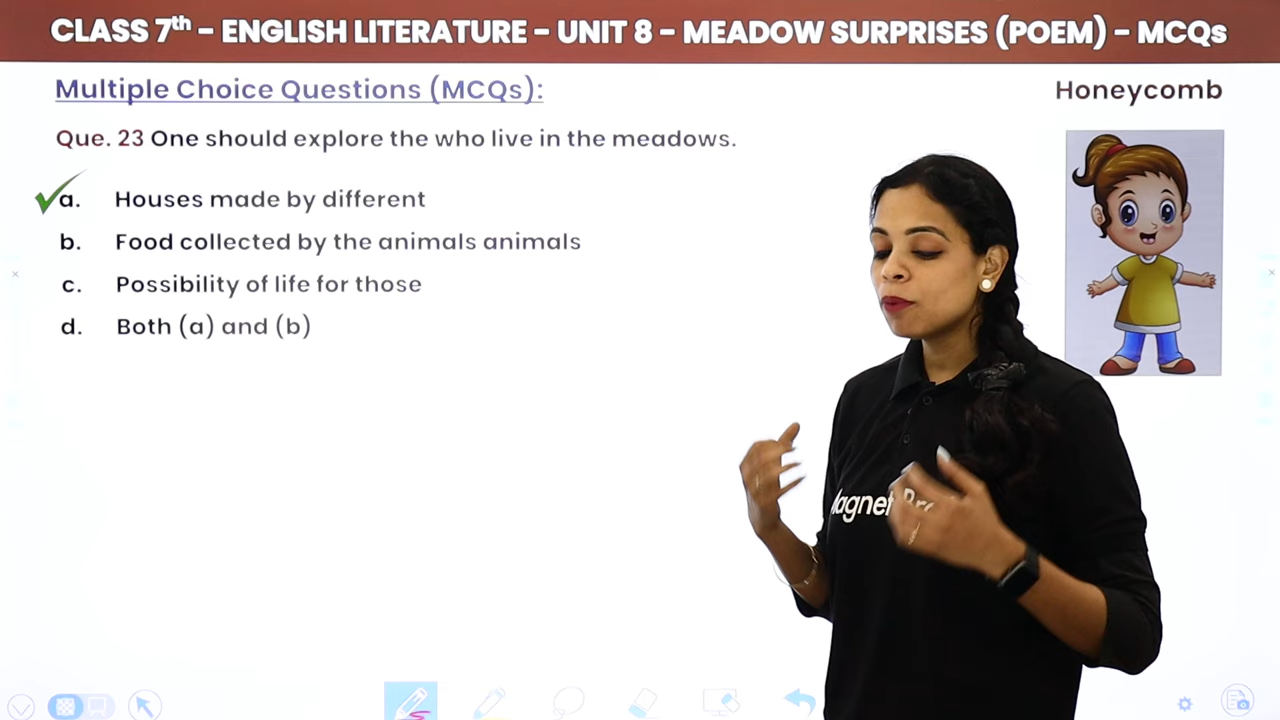 CLASS 7th – ENGLISH LITERATURE – UNIT 8 – MEADOW SURPRISES (POEM) – MCQs
Multiple Choice Questions (MCQs):
Honeycomb
Que. 23 One should explore the who live in the meadows.
a. Houses made by different
b. Food collected by the animals animals
c. Possibility of life for those
d. Both (a) and (b)